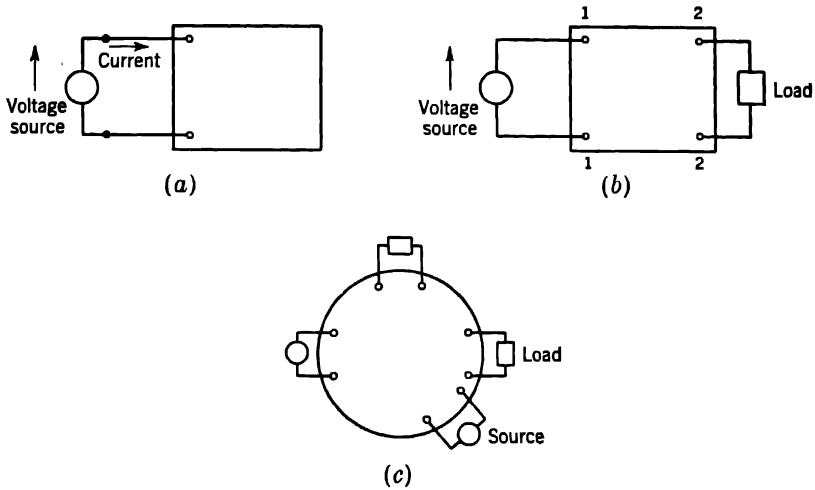 Current
Voltage
source
(a)
1
2
Voltage
source
Load
1
2
(b)
Load
Source
(c)